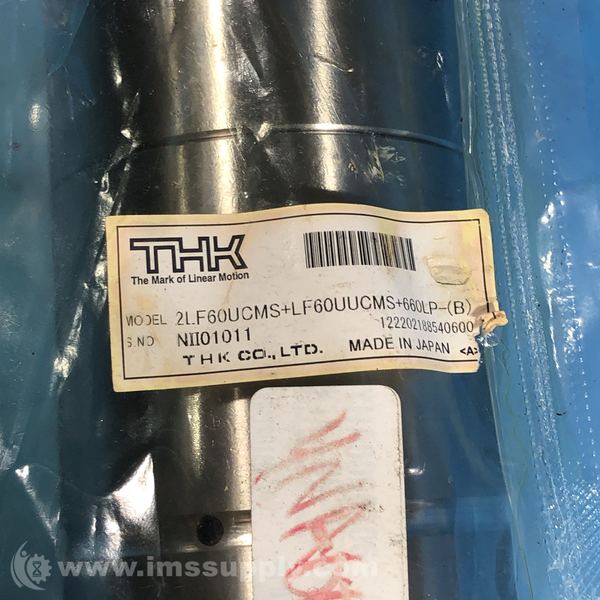 THK
The Mark of Linear Motion
MODEL 2LF60UCMS+LF60UUCMS+660LP-(B)
122202188540600
S.NO NII01011
THK CO., LTD. MADE IN JAPAN <A>
www.imssupply.com